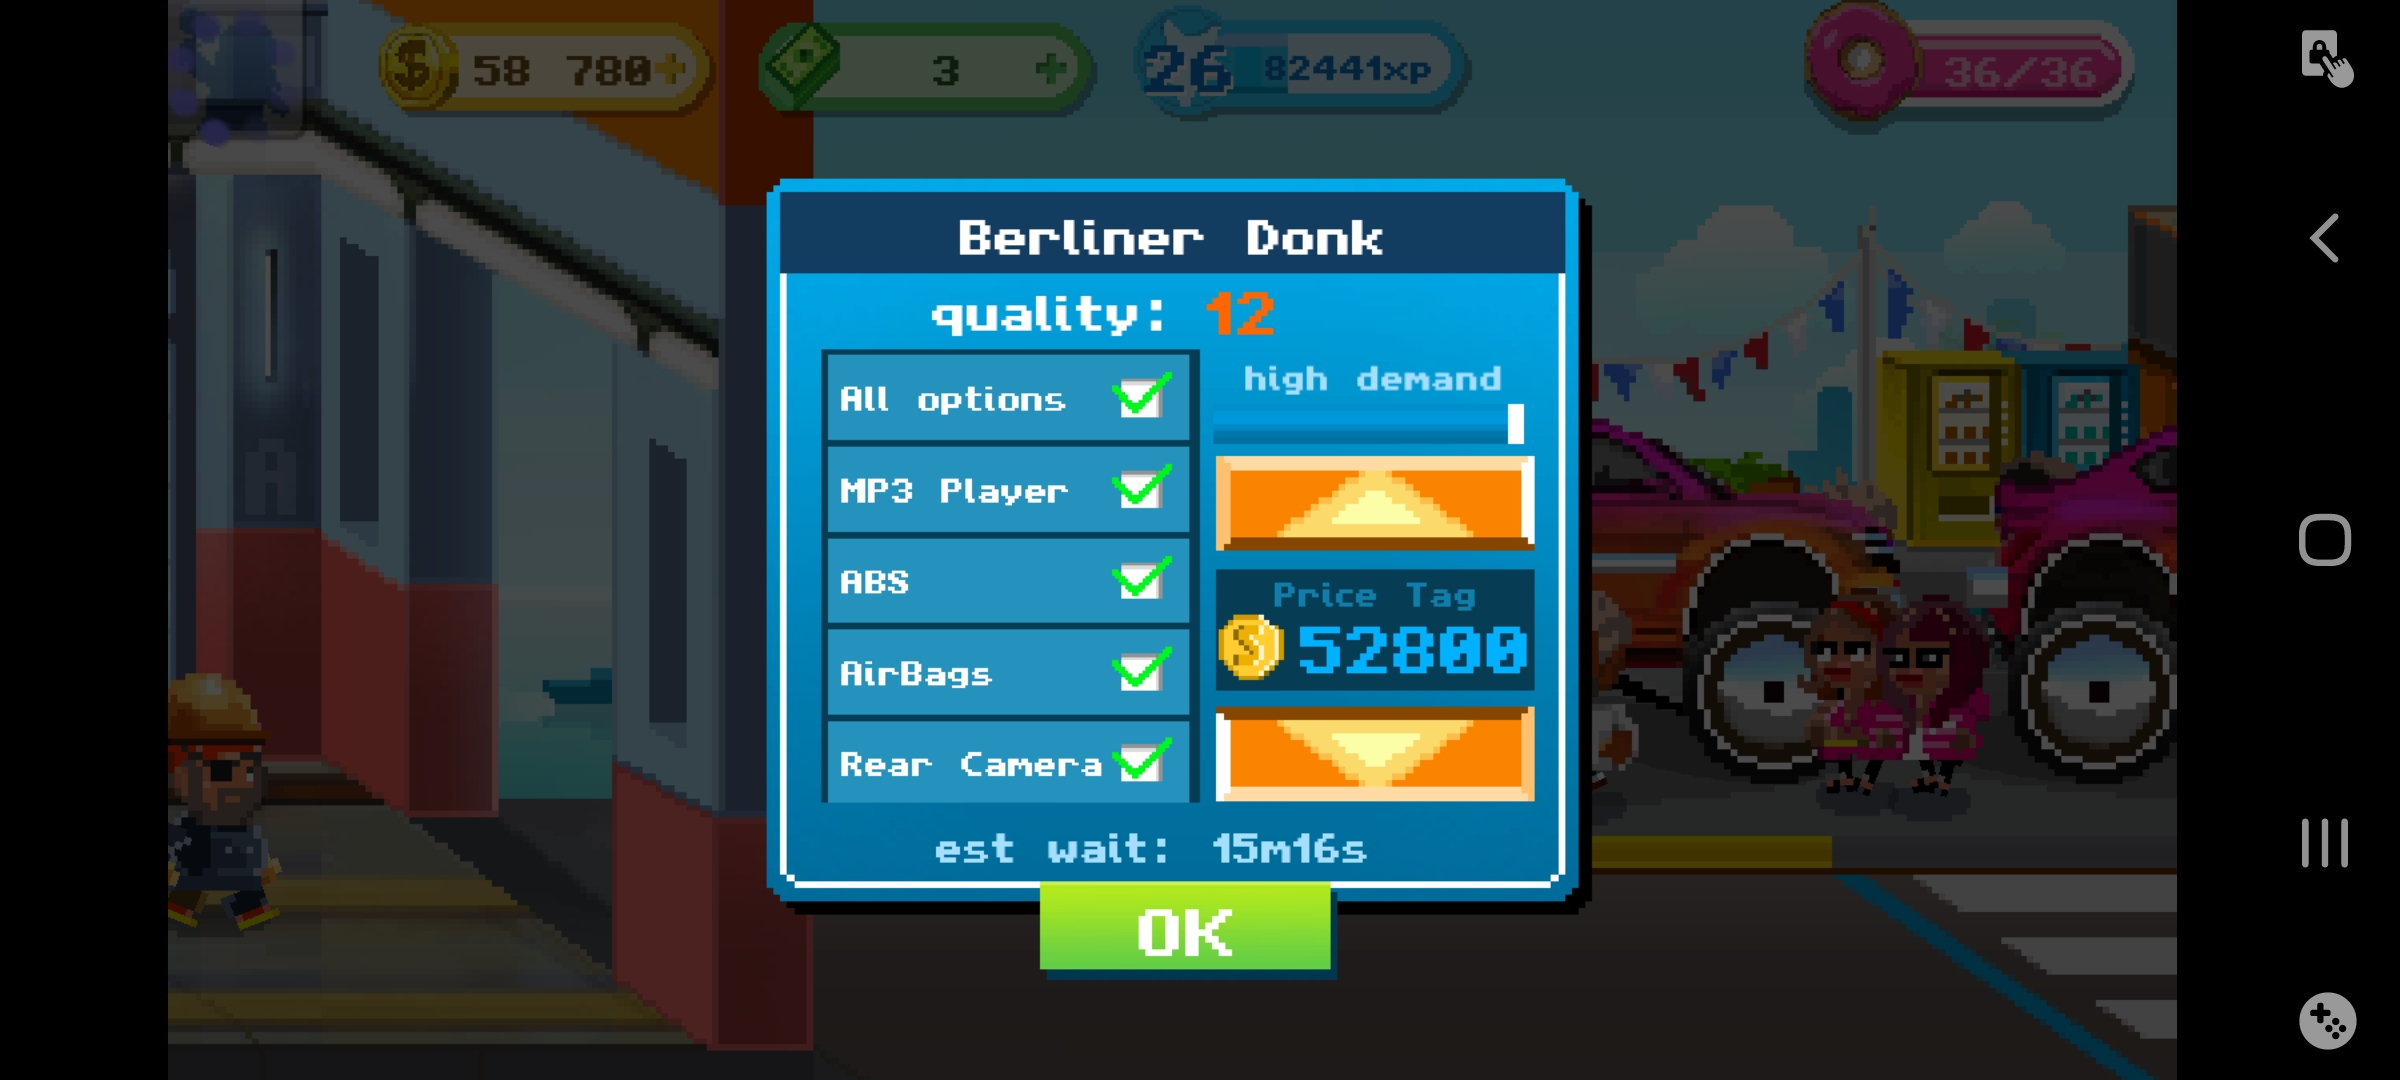 58 780+
3 +
26 82441xp
36/36
Berliner Donk
quality: 12
All options
high demand
MP3 Player
ABS
Price Tag
52800
AirBags
Rear Camera
est wait: 15m16s
OK